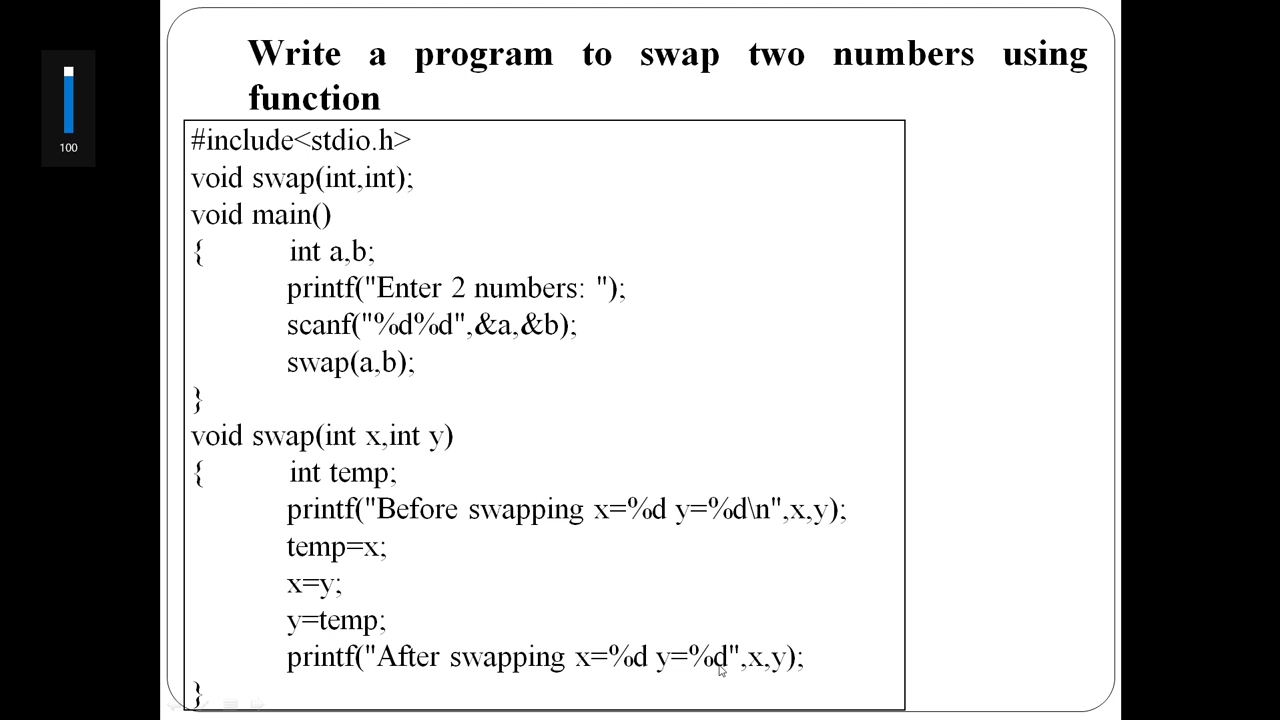 Write a program to swap two numbers using
function
100
#include<stdio.h>
void swap(int,int);
void main()
{ int a,b;
printf("Enter 2 numbers: ");
scanf("%d%d",&a,&b);
swap(a,b);
}
void swap(int x,int y)
{ int temp;
printf("Before swapping x=%d y=%d\n",x,y);
temp=x;
x=y;
y=temp;
printf("After swapping x=%d y=%d",x,y);
}